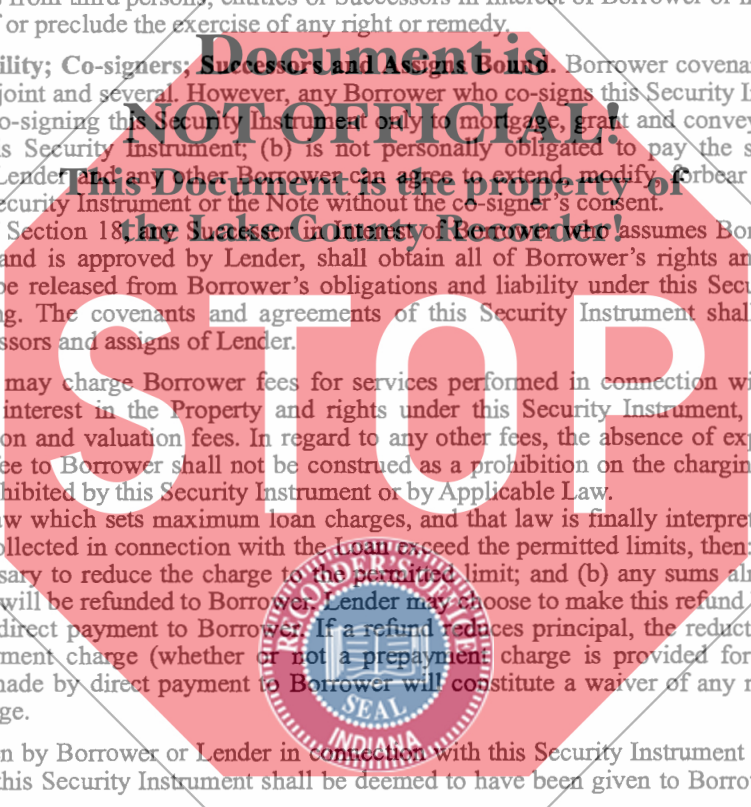 from third persons, entities or Successors in Interest of Borrower or in
f or preclude the exercise of any right or remedy.
Document is
ility; Co-signers; Successors and Assigns Bound. Borrower covenan
joint and several. However, any Borrower who co-signs this Security I
NOT OFFICIAL!
o-signing this Security Instrument only to mortgage, grant and convey
is Security Instrument; (b) is not personally obligated to pay the s
This Document is the property of
Lender and any other Borrower can agree to extend, modify, forbear
ecurity Instrument or the Note without the co-signer's consent.
the Lake County Recorder!
Section 18, any Successor in Interest of Borrower who assumes Bor
and is approved by Lender, shall obtain all of Borrower's rights an
be released from Borrower's obligations and liability under this Secu
ng. The covenants and agreements of this Security Instrument shall
ssors and assigns of Lender.
STOP
may charge Borrower fees for services performed in connection wi
interest in the Property and rights under this Security Instrument,
on and valuation fees. In regard to any other fees, the absence of exp
ee to Borrower shall not be construed as a prohibition on the charging
hibited by this Security Instrument or by Applicable Law.
aw which sets maximum loan charges, and that law is finally interpret
ollected in connection with the Loan exceed the permitted limits, then:
sary to reduce the charge to the permitted limit; and (b) any sums al
will be refunded to Borrower. Lender may choose to make this refund
direct payment to Borrower. If a refund reduces principal, the reduct
ment charge (whether or not a prepayment charge is provided for
made by direct payment to Borrower will constitute a waiver of any r
ge.
RECORDER'S OFFICE
SEAL
INDIANA
n by Borrower or Lender in connection with this Security Instrument
this Security Instrument shall be deemed to have been given to Borro